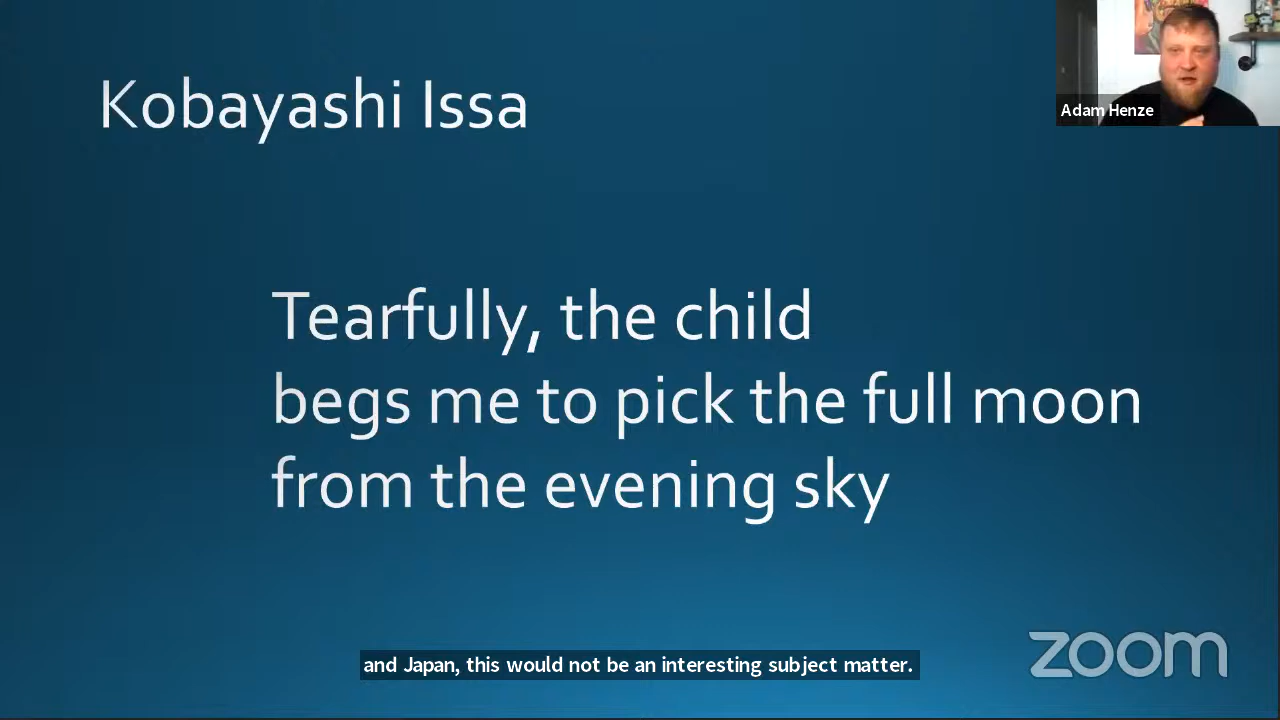 Kobayashi Issa
Adam Henze
Tearfully, the child
begs me to pick the full moon
from the evening sky
and Japan, this would not be an interesting subject matter.
zoom